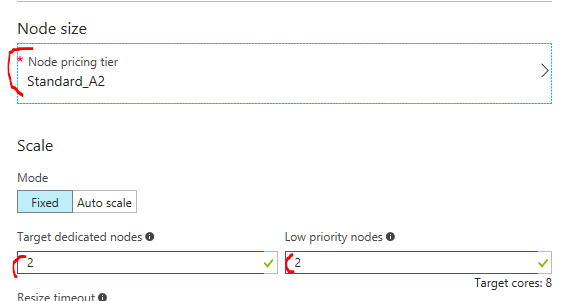 Node size
* Node pricing tier
Standard_A2
Scale
Mode
Fixed Auto scale
Target dedicated nodes Low priority nodes
2 2
Target cores: 8
Resize timeout